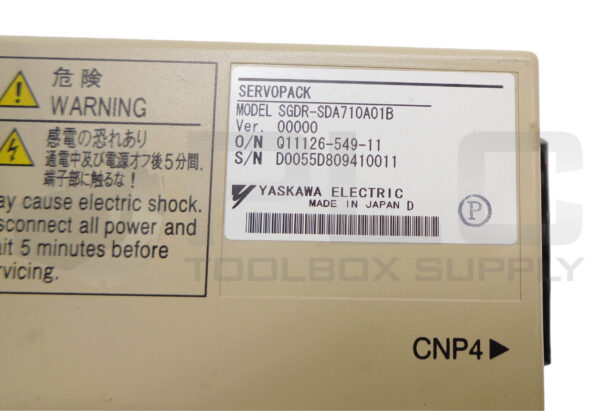 危険
WARNING
感電の恐れあり
通電中及び電源オフ後5分間、
端子部に触るな！
ay cause electric shock.
sconnect all power and
ait 5 minutes before
rvicing.
SERVOPACK
MODEL SGDR-SDA710A01B
Ver. 00000
O/N Q11126-549-11
S/N D0055D809410011
YASKAWA ELECTRIC
MADE IN JAPAN D
P
CNP4▶
PLC
TOOLBOX SUPPLY